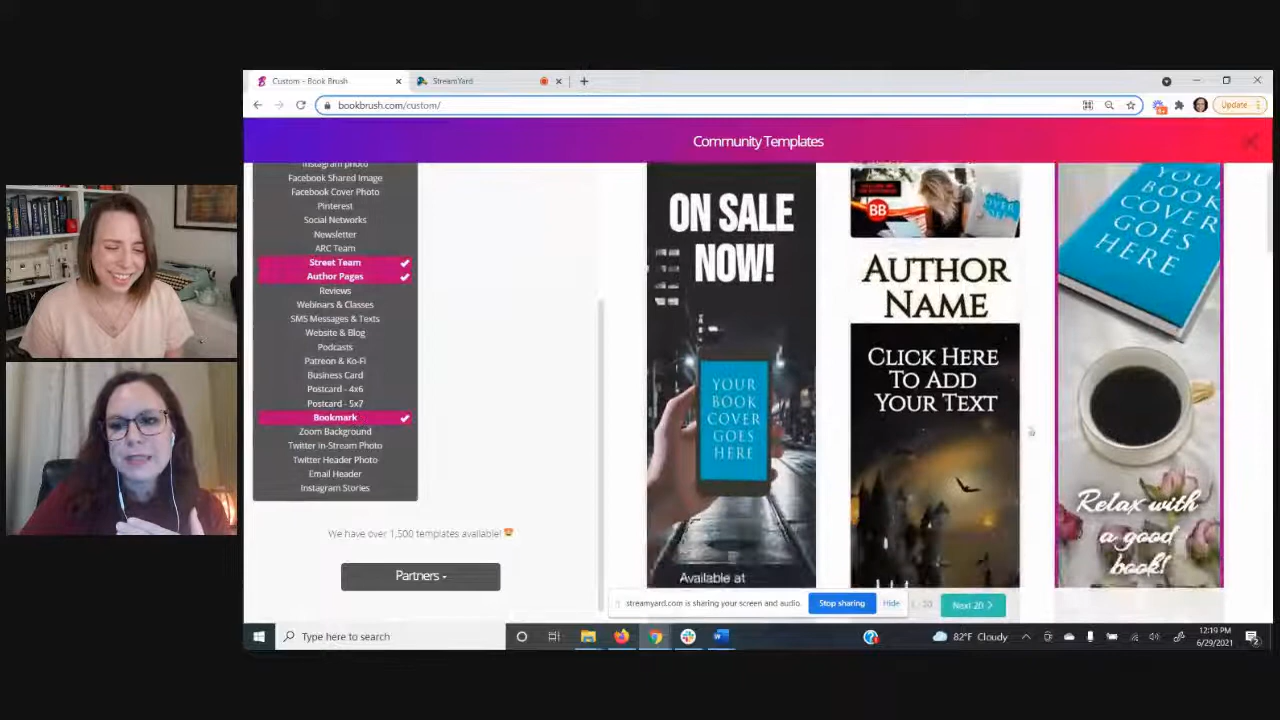 Custom - Book Brush
StreamYard
bookbrush.com/custom/
Update
Community Templates
Instagram photo
Facebook Shared Image
Facebook Cover Photo
Pinterest
Social Networks
Newsletter
ARC Team
Street Team
Author Pages
Reviews
Webinars & Classes
SMS Messages & Texts
Website & Blog
Podcasts
Patreon & Ko-Fi
Business Card
Postcard - 4x6
Postcard - 5x7
Bookmark
Zoom Background
Twitter In-Stream Photo
Twitter Header Photo
Email Header
Instagram Stories
We have over 1,500 templates available!
Partners
ON SALE
NOW!
YOUR
BOOK
COVER
GOES
HERE
Available at
BB
AUTHOR
NAME
CLICK HERE
TO ADD
YOUR TEXT
YOUR
BOOK
COVER
GOES
HERE
Relax with
a good
book!
streamyard.com is sharing your screen and audio.
Stop sharing
Hide
Next 20
Type here to search
82°F Cloudy
12:19 PM
6/29/2021
2